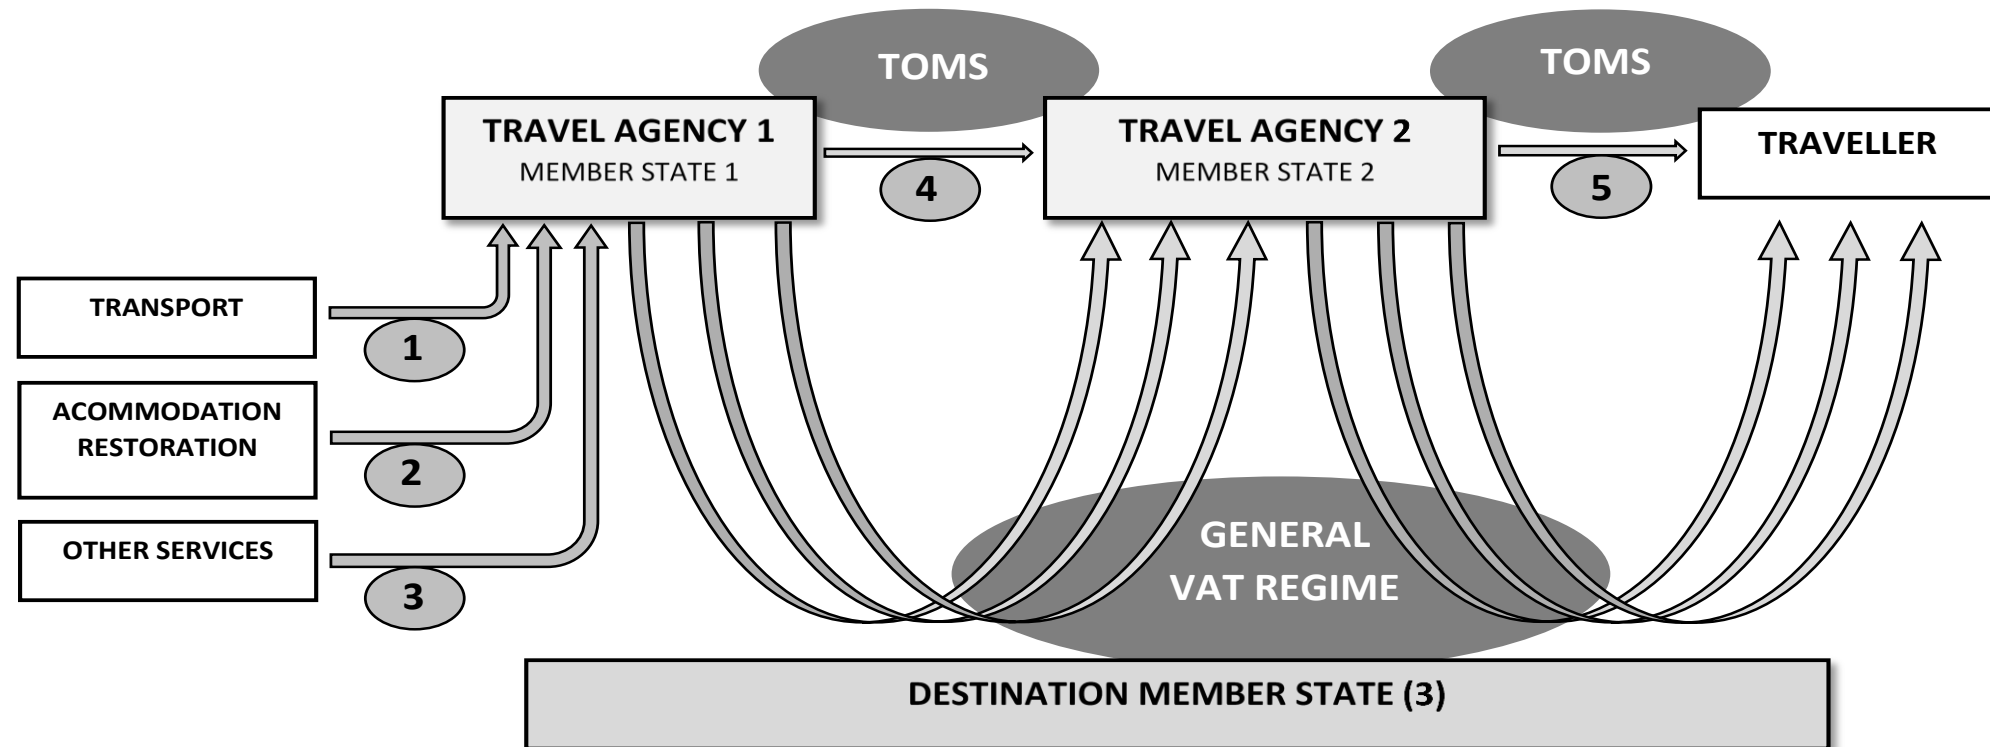 TOMS
TOMS
TRAVEL AGENCY 1
MEMBER STATE 1
TRAVEL AGENCY 2
MEMBER STATE 2
TRAVELLER
4
5
TRANSPORT
1
ACOMMODATION
RESTORATION
2
OTHER SERVICES
3
GENERAL
VAT REGIME
DESTINATION MEMBER STATE (3)